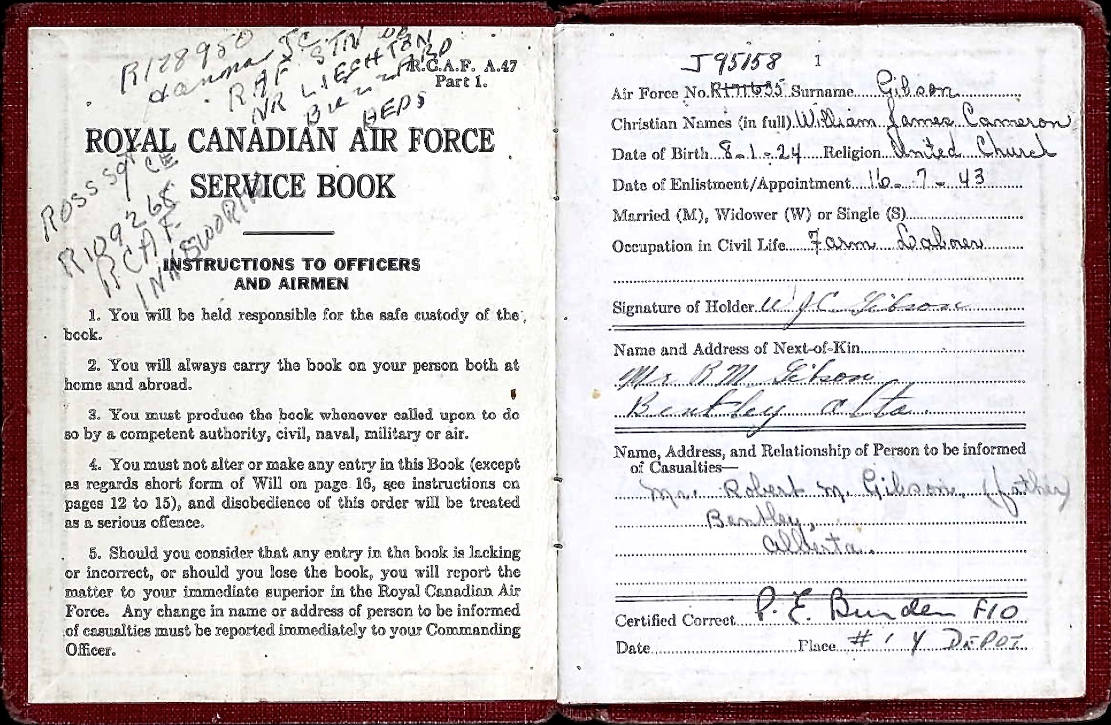 R128950
R.A.F. STN
NR LIECHTON
BUZZARD
BEDS
R.C.A.F. A.47
Part 1.
ROYAL CANADIAN AIR FORCE
SERVICE BOOK
ROSS SGT
R109268
RCAF
INNSWORTH
INSTRUCTIONS TO OFFICERS
AND AIRMEN
1. You will be held responsible for the safe custody of the
book.
2. You will always carry the book on your person both at
home and abroad.
3. You must produce the book whenever called upon to do
so by a competent authority, civil, naval, military or air.
4. You must not alter or make any entry in this Book (except
as regards short form of Will on page 16, see instructions on
pages 12 to 15), and disobedience of this order will be treated
as a serious offence.
5. Should you consider that any entry in the book is lacking
or incorrect, or should you lose the book, you will report the
matter to your immediate superior in the Royal Canadian Air
Force. Any change in name or address of person to be informed
of casualties must be reported immediately to your Commanding
Officer.
J95158 1
Air Force No. Surname Gibson
Christian Names (in full) William James Cameron
Date of Birth 8-1-24 Religion United Church
Date of Enlistment/Appointment 16-7-43
Married (M), Widower (W) or Single (S)
Occupation in Civil Life Farm Laborer
Signature of Holder W J C Gibson
Name and Address of Next-of-Kin
Mr R M Gibson
Bentley Alta.
Name, Address, and Relationship of Person to be informed
of Casualties—
Mr. Robert M. Gibson, (father)
Bentley,
Alberta.
Certified Correct P. E. Burden F/O
Date Place # 1 Y DEPOT